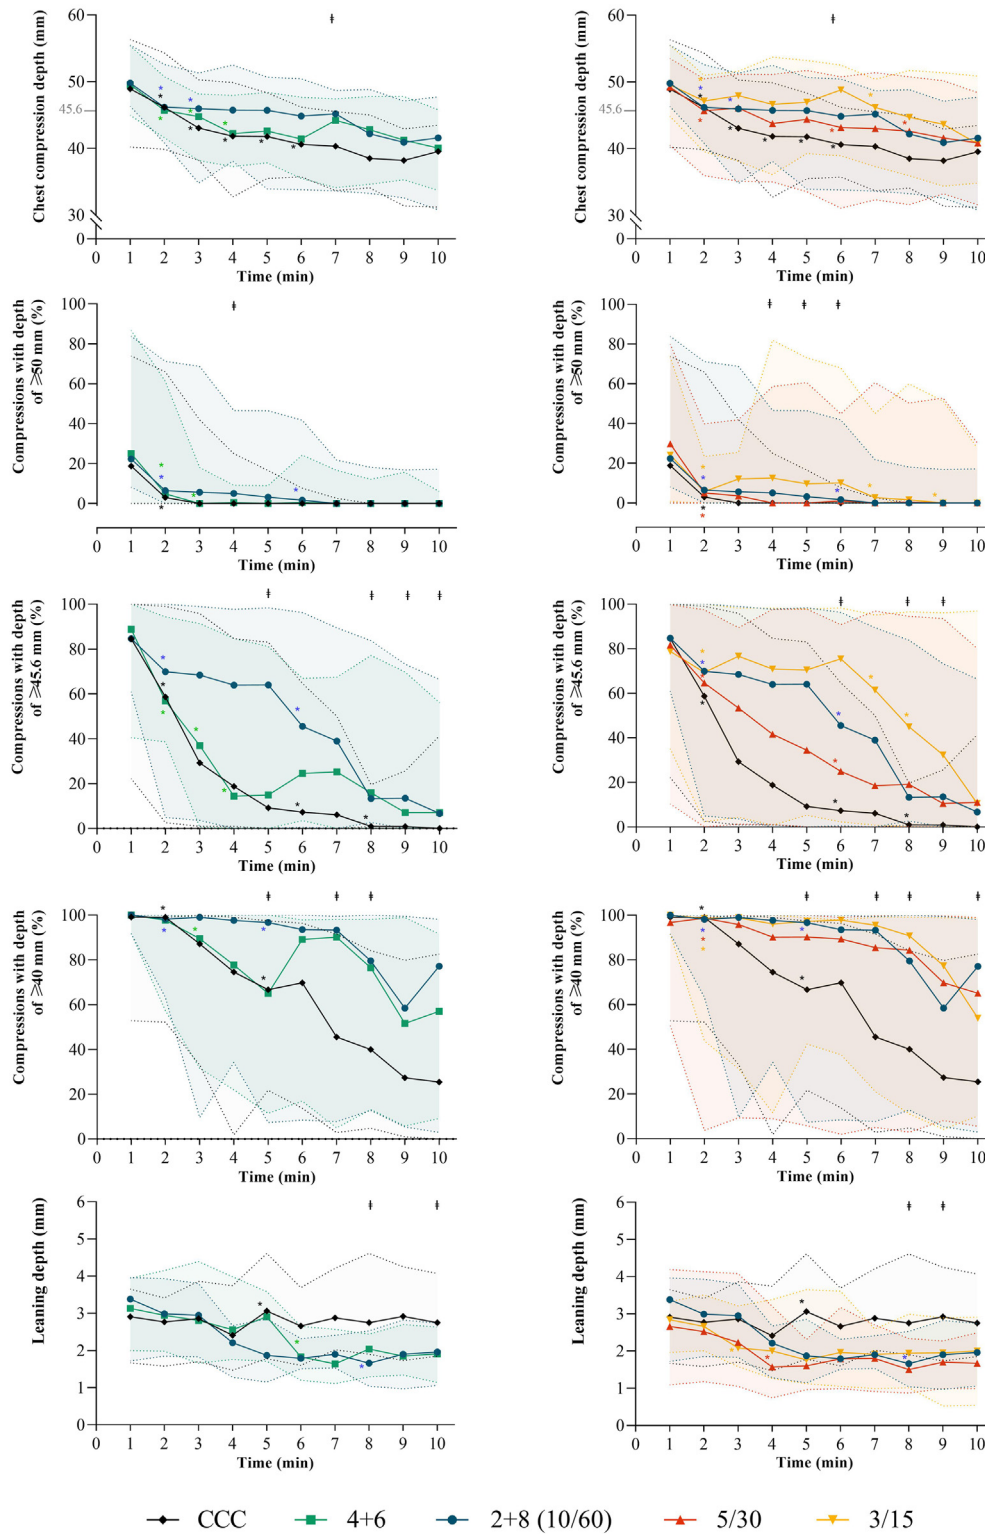 Chest compression depth (mm)
60
50
45.6
40
30
0
0 1 2 3 4 5 6 7 8 9 10
Time (min)
ǂ
* * * * * * * * * *
Chest compression depth (mm)
60
50
45.6
40
30
0
0 1 2 3 4 5 6 7 8 9 10
Time (min)
ǂ
Compressions with depth
of ⩾50 mm (%)
100
80
60
40
20
0
0 1 2 3 4 5 6 7 8 9 10
Time (min)
ǂ
Compressions with depth
of ⩾50 mm (%)
100
80
60
40
20
0
0 1 2 3 4 5 6 7 8 9 10
Time (min)
ǂ ǂ ǂ
Compressions with depth
of ⩾45.6 mm (%)
100
80
60
40
20
0
0 1 2 3 4 5 6 7 8 9 10
Time (min)
ǂ ǂ ǂ ǂ
Compressions with depth
of ⩾45.6 mm (%)
100
80
60
40
20
0
0 1 2 3 4 5 6 7 8 9 10
Time (min)
ǂ ǂ ǂ
Compressions with depth
of ⩾40 mm (%)
100
80
60
40
20
0
0 1 2 3 4 5 6 7 8 9 10
Time (min)
ǂ ǂ ǂ
Compressions with depth
of ⩾40 mm (%)
100
80
60
40
20
0
0 1 2 3 4 5 6 7 8 9 10
Time (min)
ǂ ǂ ǂ ǂ
Leaning depth (mm)
6
5
4
3
2
1
0
0 1 2 3 4 5 6 7 8 9 10
Time (min)
ǂ ǂ
Leaning depth (mm)
6
5
4
3
2
1
0
0 1 2 3 4 5 6 7 8 9 10
Time (min)
ǂ ǂ
CCC 4+6 2+8 (10/60) 5/30 3/15